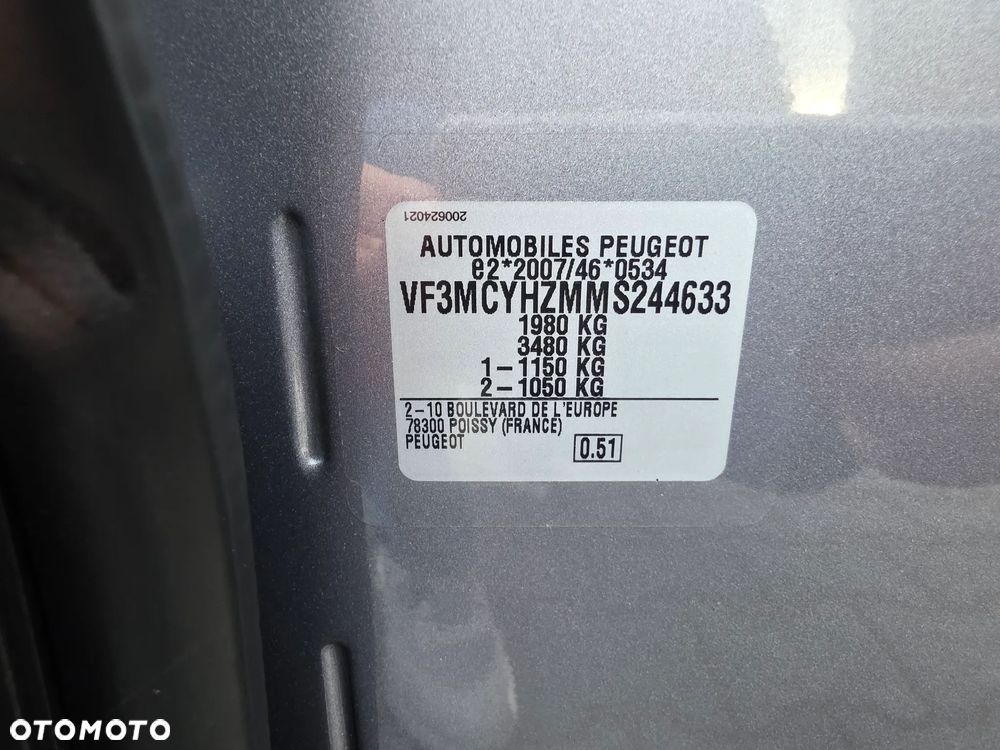 200624021
AUTOMOBILES PEUGEOT
e2*2007/46*0534
VF3MCYHZMMS244633
1980 KG
3480 KG
1-1150 KG
2-1050 KG
2-10 BOULEVARD DE L'EUROPE
78300 POISSY (FRANCE)
PEUGEOT
0.51
OTOMOTO